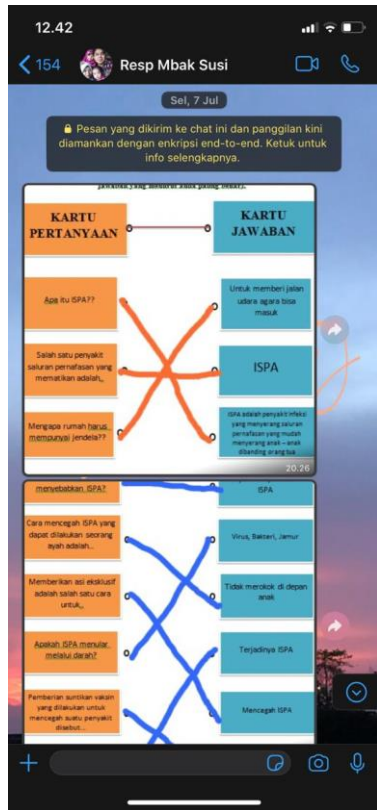 12.42
154
Resp Mbak Susi
Sel, 7 Jul
Pesan yang dikirim ke chat ini dan panggilan kini
diamankan dengan enkripsi end-to-end. Ketuk untuk
info selengkapnya.
KARTU
PERTANYAAN
KARTU
JAWABAN
Apa itu ISPA??
Untuk memberi jalan
udara agara bisa
masuk
Salah satu penyakit
saluran pernafasan yang
mematikan adalah,,
ISPA
Mengapa rumah harus
mempunyai jendela??
ISPA adalah penyakit infeksi
yang menyerang saluran
pernafasan yang mudah
menyerang anak – anak
dibanding orang tua
20.26
menyebabkan ISPA?
ISPA
Cara mencegah ISPA yang
dapat dilakukan seorang
ayah adalah...
Virus, Bakteri, Jamur
Memberikan asi eksklusif
adalah salah satu cara
untuk,,
Tidak merokok di depan
anak
Apakah ISPA menular
melalui darah?
Terjadinya ISPA
Pemberian suntikan vaksin
yang dilakukan untuk
mencegah suatu penyakit
disebut...
Mencegah ISPA